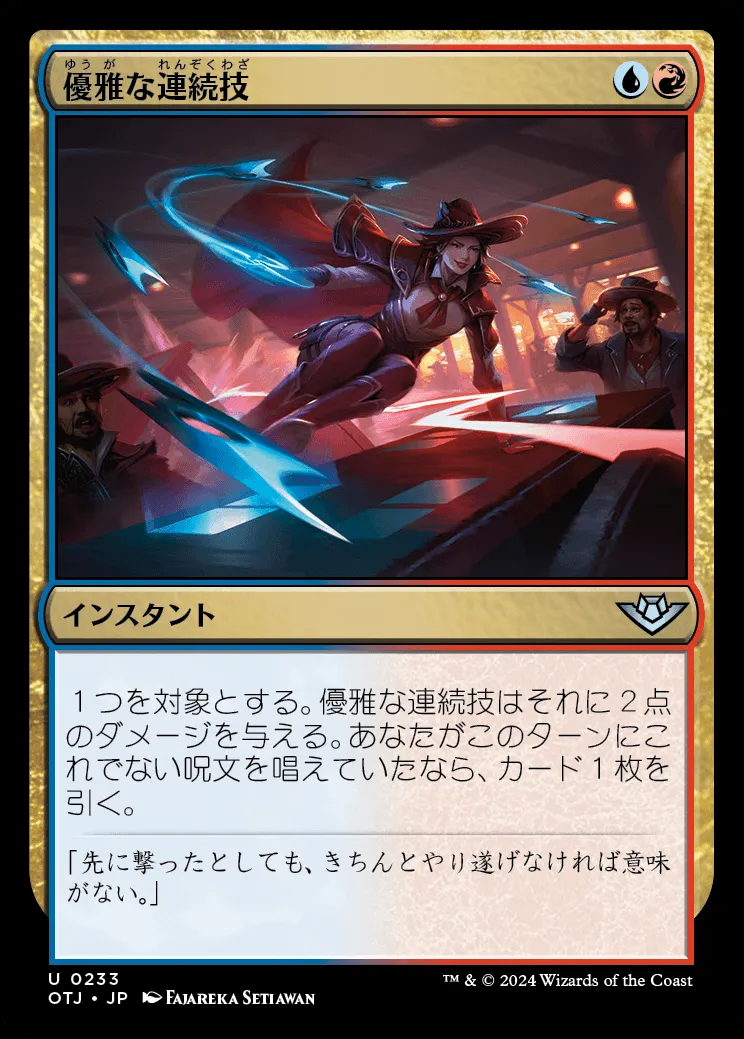 ゆうが れんぞくわざ
優雅な連続技
インスタント
1つを対象とする。優雅な連続技はそれに2点
のダメージを与える。あなたがこのターンにこ
れでない呪文を唱えていたなら、カード1枚を
引く。
「先に撃ったとしても、きちんとやり遂げなければ意味
がない。」
U 0233
OTJ • JP Fajareka Setiawan
™ & © 2024 Wizards of the Coast